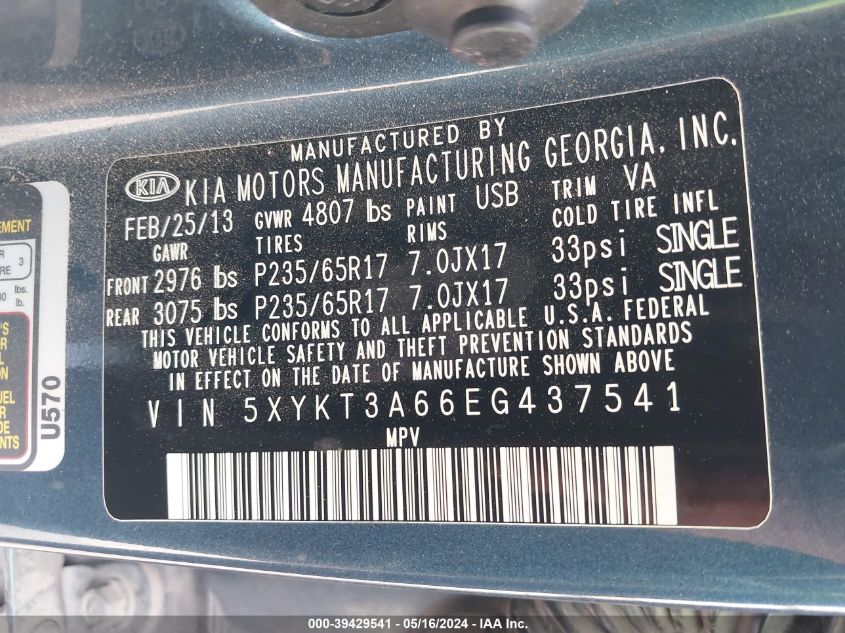 MANUFACTURED BY
KIA KIA MOTORS MANUFACTURING GEORGIA, INC.
FEB/25/13 GVWR 4807 lbs PAINT USB TRIM VA
GAWR TIRES RIMS COLD TIRE INFL
FRONT 2976 lbs P235/65R17 7.0JX17 33psi SINGLE
REAR 3075 lbs P235/65R17 7.0JX17 33psi SINGLE
THIS VEHICLE CONFORMS TO ALL APPLICABLE U.S.A. FEDERAL
MOTOR VEHICLE SAFETY AND THEFT PREVENTION STANDARDS
IN EFFECT ON THE DATE OF MANUFACTURE SHOWN ABOVE
VIN 5XYKT3A66EG437541
MPV
U570
000-39429541 - 05/16/2024 - IAA Inc.